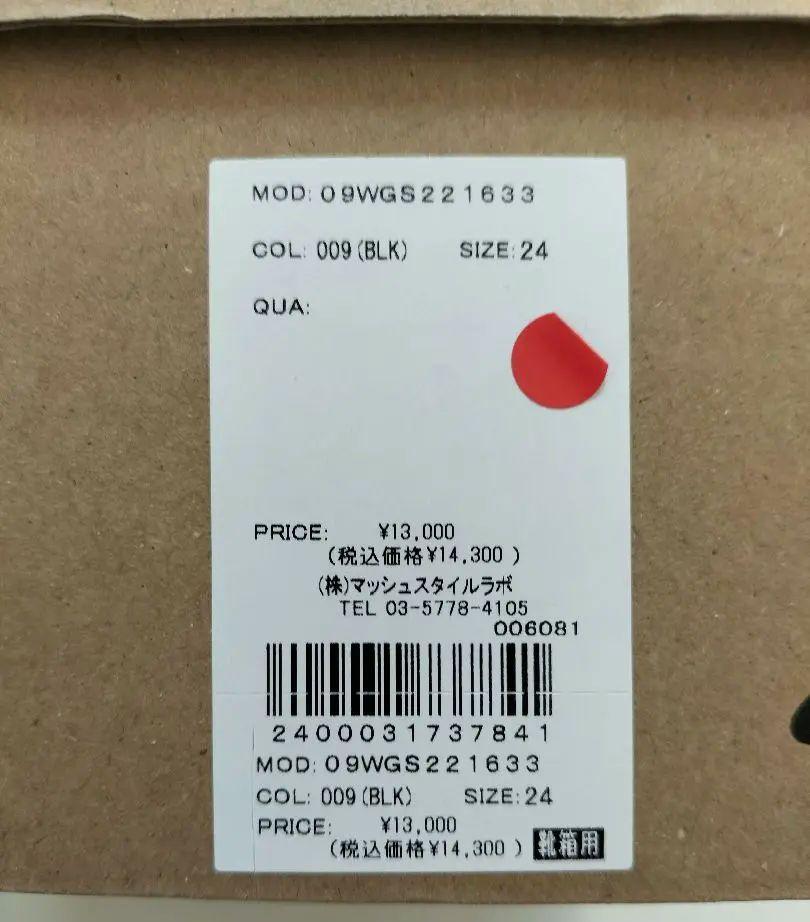 MOD: 09WGS221633
COL: 009(BLK) SIZE:24
QUA:
PRICE: ¥13,000
(税込価格¥14,300 )
(株)マッシュスタイルラボ
TEL 03-5778-4105
006081
2400031737841
MOD: 09WGS221633
COL: 009(BLK) SIZE:24
PRICE: ¥13,000
(税込価格¥14,300 ) 靴箱用